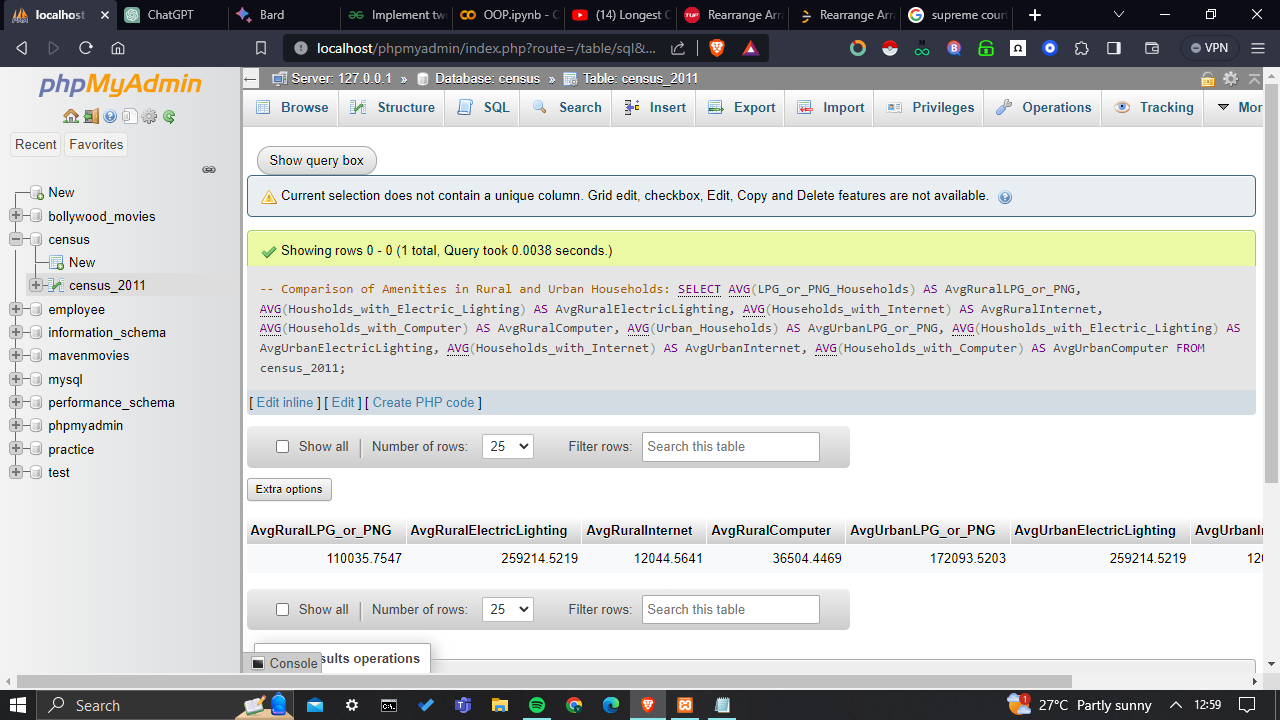 localhost
ChatGPT
Bard
Implement tw
OOP.ipynb - C
(14) Longest C
Rearrange Arr
Rearrange Arr
supreme cour
localhost/phpmyadmin/index.php?route=/table/sql&...
VPN
phpMyAdmin
Recent
Favorites
New
bollywood_movies
census
New
census_2011
employee
information_schema
mavenmovies
mysql
performance_schema
phpmyadmin
practice
test
Server: 127.0.0.1 » Database: census » Table: census_2011
Browse
Structure
SQL
Search
Insert
Export
Import
Privileges
Operations
Tracking
Mor
Show query box
Current selection does not contain a unique column. Grid edit, checkbox, Edit, Copy and Delete features are not available.
Showing rows 0 - 0 (1 total, Query took 0.0038 seconds.)
-- Comparison of Amenities in Rural and Urban Households: SELECT AVG(LPG_or_PNG_Households) AS AvgRuralLPG_or_PNG,
AVG(Housholds_with_Electric_Lighting) AS AvgRuralElectricLighting, AVG(Households_with_Internet) AS AvgRuralInternet,
AVG(Households_with_Computer) AS AvgRuralComputer, AVG(Urban_Households) AS AvgUrbanLPG_or_PNG, AVG(Housholds_with_Electric_Lighting) AS
AvgUrbanElectricLighting, AVG(Households_with_Internet) AS AvgUrbanInternet, AVG(Households_with_Computer) AS AvgUrbanComputer FROM
census_2011;
[ Edit inline ] [ Edit ] [ Create PHP code ]
Show all
Number of rows:
25
Filter rows:
Search this table
Extra options
AvgRuralLPG_or_PNG AvgRuralElectricLighting AvgRuralInternet AvgRuralComputer AvgUrbanLPG_or_PNG AvgUrbanElectricLighting AvgUrbanI
110035.7547 259214.5219 12044.5641 36504.4469 172093.5203 259214.5219 120
Show all
Number of rows:
25
Filter rows:
Search this table
sults operations
Console
Search
1
27°C Partly sunny
12:59